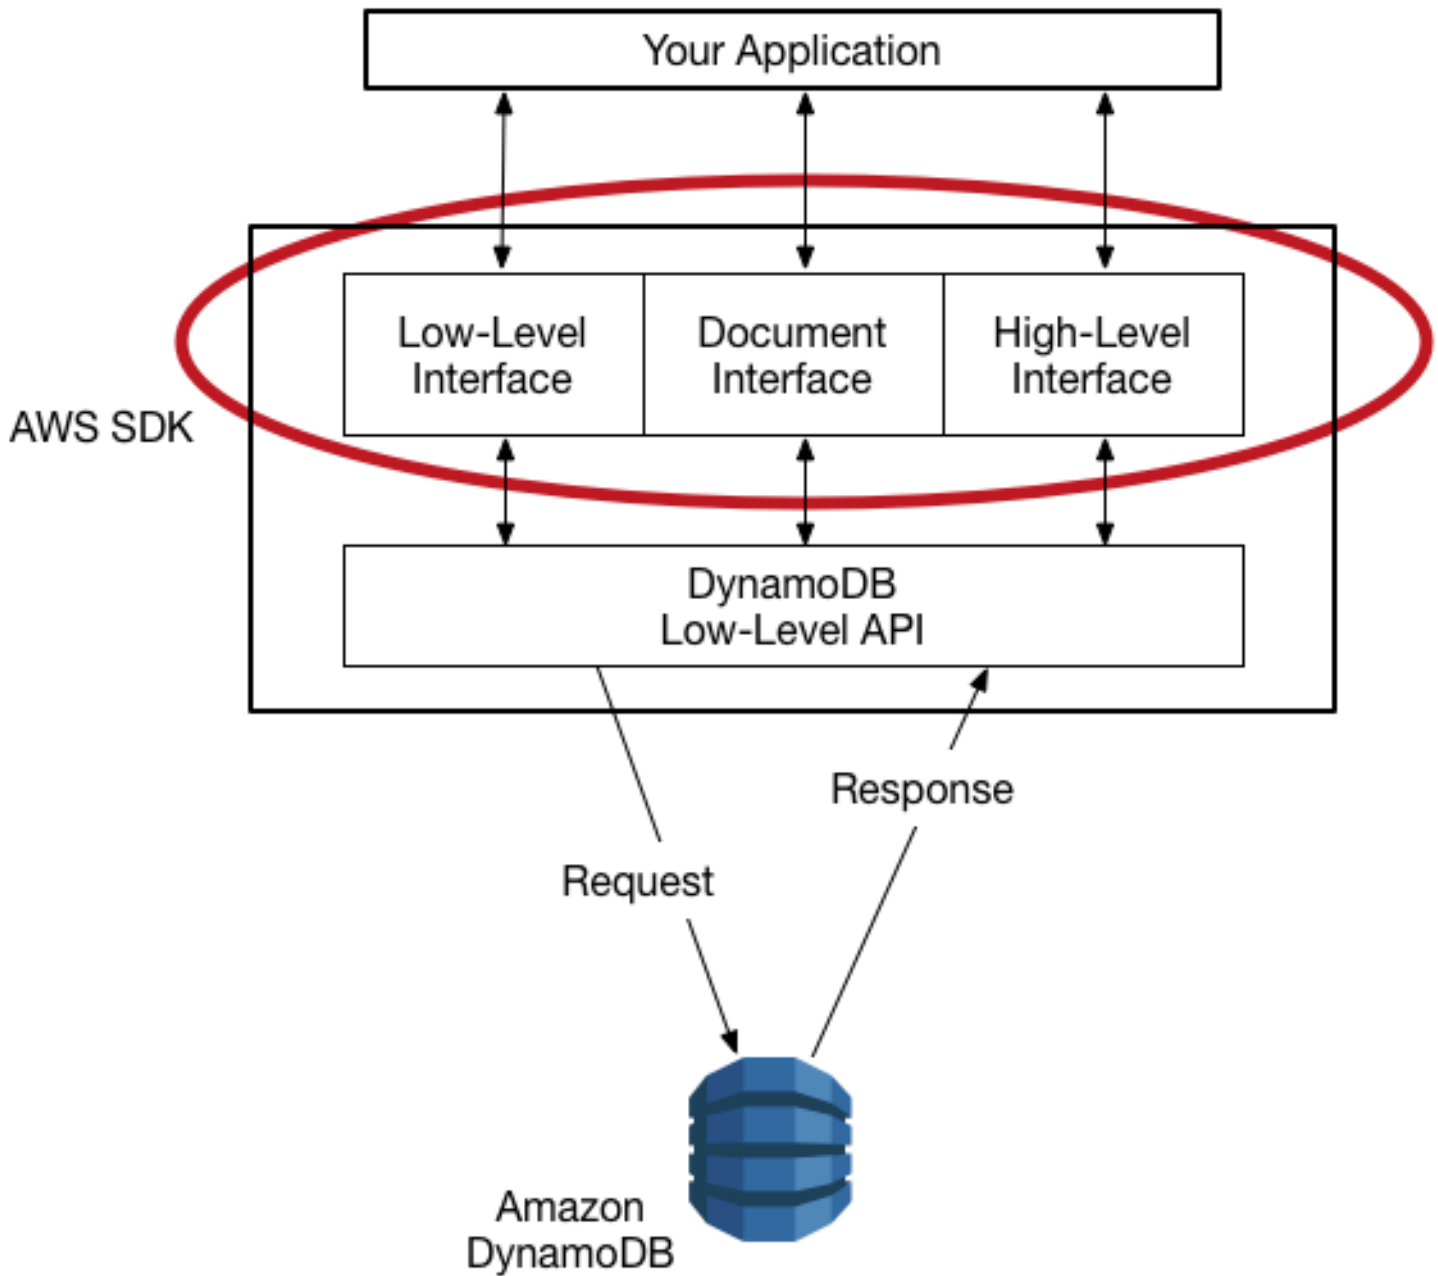 Your Application
Low-Level
Interface
Document
Interface
High-Level
Interface
AWS SDK
DynamoDB
Low-Level API
Response
Request
Amazon
DynamoDB